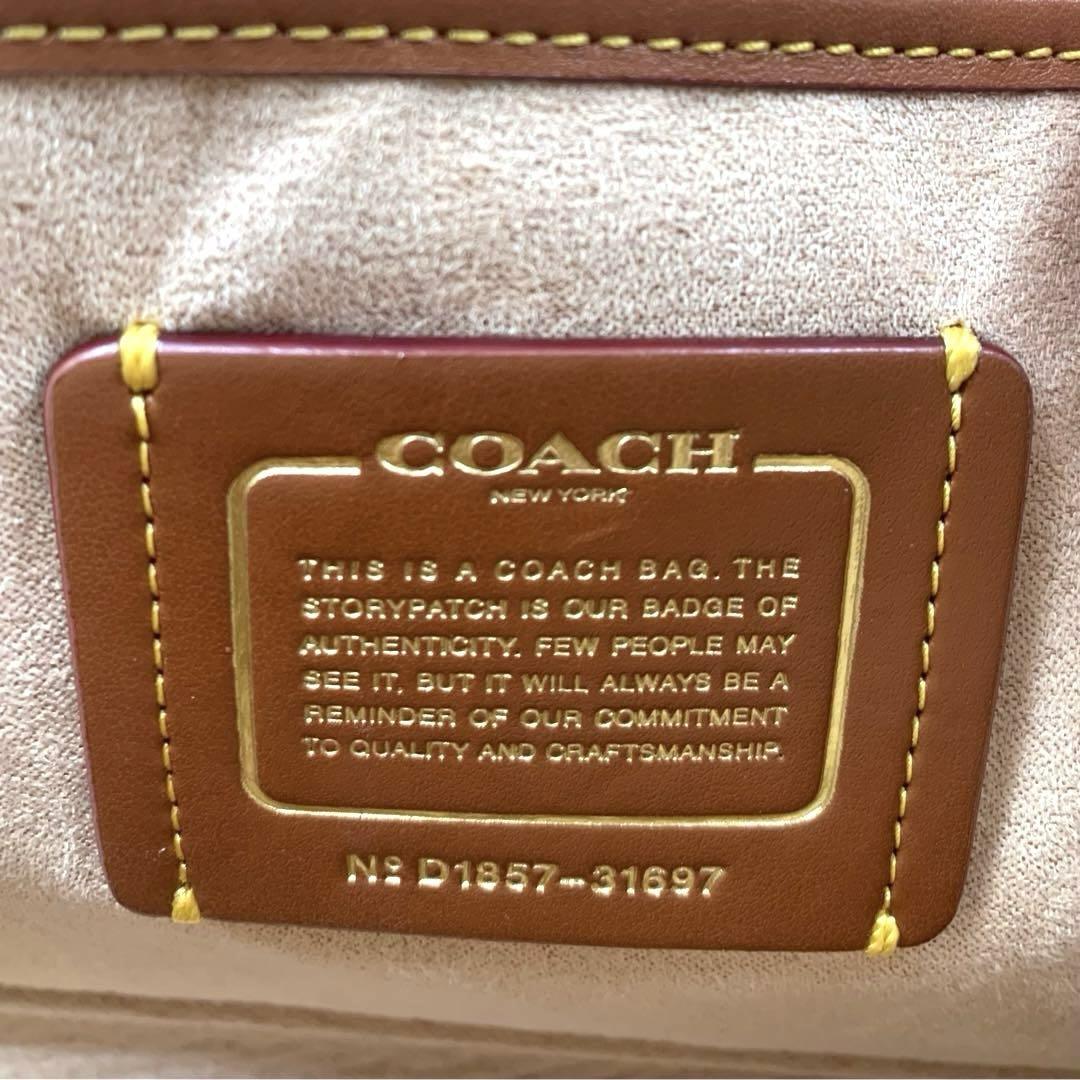 COACH
NEW YORK
THIS IS A COACH BAG. THE
STORYPATCH IS OUR BADGE OF
AUTHENTICITY. FEW PEOPLE MAY
SEE IT, BUT IT WILL ALWAYS BE A
REMINDER OF OUR COMMITMENT
TO QUALITY AND CRAFTSMANSHIP.
Nº D1857-31697